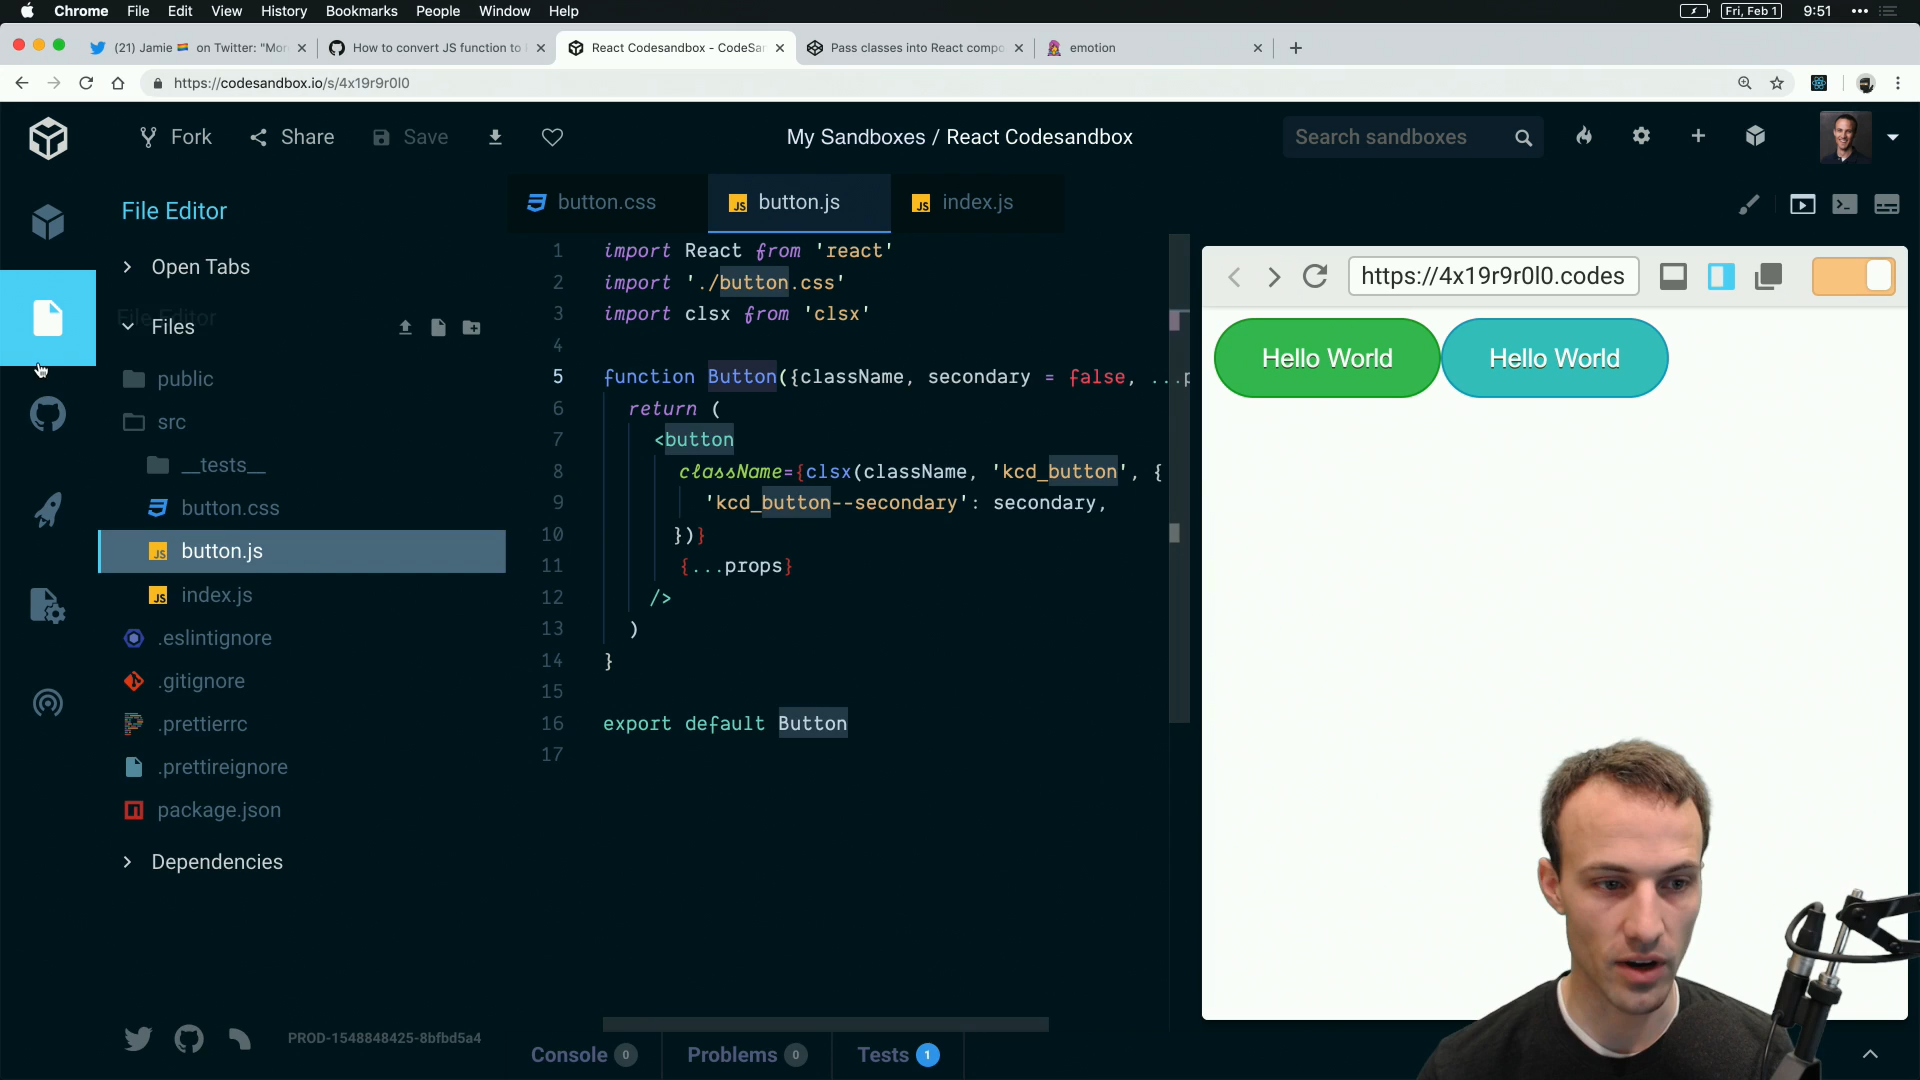 Chrome File Edit View History Bookmarks People Window Help Fri, Feb 1 9:51
(21) Jamie on Twitter: "Mor
How to convert JS function to
React Codesandbox - CodeSan
Pass classes into React compo
emotion
https://codesandbox.io/s/4x19r9r0l0
Fork Share Save My Sandboxes / React Codesandbox Search sandboxes
File Editor
Open Tabs
File Editor
Files
public
src
__tests__
button.css
button.js
index.js
.eslintignore
.gitignore
.prettierrc
.prettireignore
package.json
Dependencies
PROD-1548848425-8bfbd5a4
button.css button.js index.js
1 import React from 'react'
2 import './button.css'
3 import clsx from 'clsx'
4
5 function Button({className, secondary = false, ...p
6 return (
7 <button
8 className={clsx(className, 'kcd_button', {
9 'kcd_button--secondary': secondary,
10 })}
11 {...props}
12 />
13 )
14 }
15
16 export default Button
17
Console 0 Problems 0 Tests 1
https://4x19r9r0l0.codes
Hello World Hello World